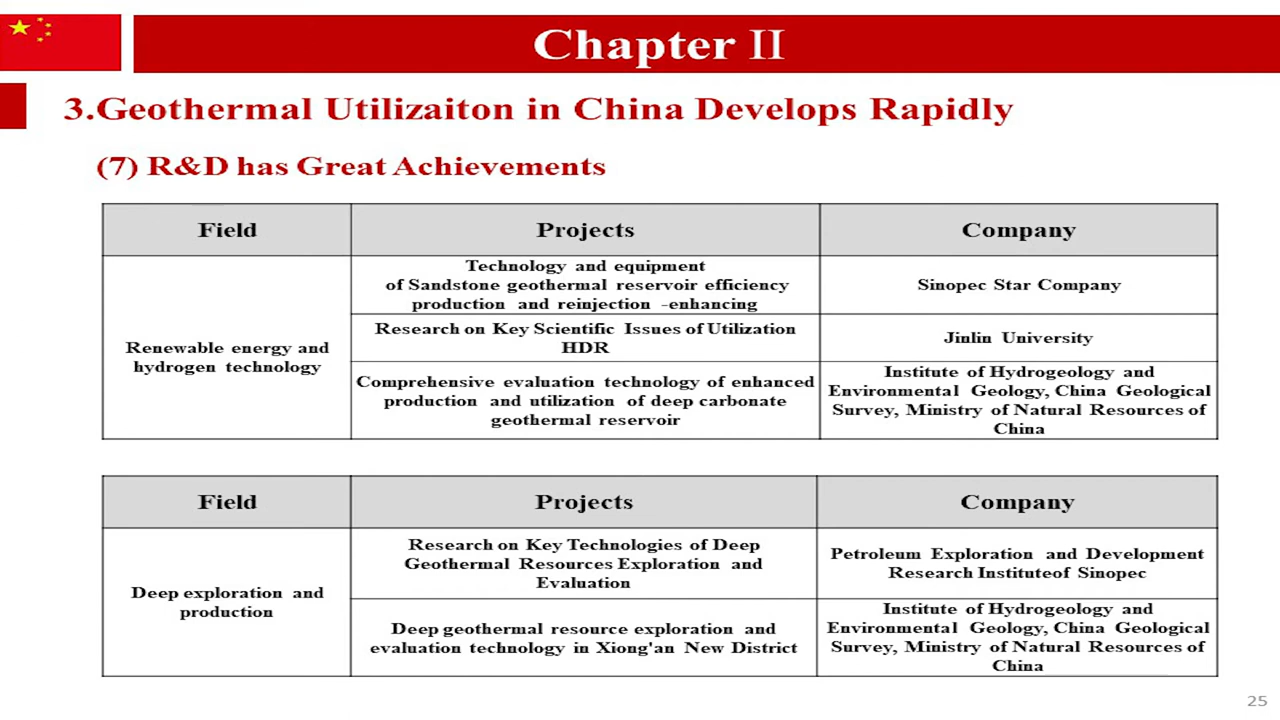 Chapter II
3.Geothermal Utilizaiton in China Develops Rapidly
(7) R&D has Great Achievements
Field
Projects
Company
Renewable energy and
hydrogen technology
Technology and equipment
of Sandstone geothermal reservoir efficiency
production and reinjection -enhancing
Sinopec Star Company
Research on Key Scientific Issues of Utilization
HDR
Jinlin University
Comprehensive evaluation technology of enhanced
production and utilization of deep carbonate
geothermal reservoir
Institute of Hydrogeology and
Environmental Geology, China Geological
Survey, Ministry of Natural Resources of
China
Field
Projects
Company
Deep exploration and
production
Research on Key Technologies of Deep
Geothermal Resources Exploration and
Evaluation
Petroleum Exploration and Development
Research Instituteof Sinopec
Deep geothermal resource exploration and
evaluation technology in Xiong'an New District
Institute of Hydrogeology and
Environmental Geology, China Geological
Survey, Ministry of Natural Resources of
China
25